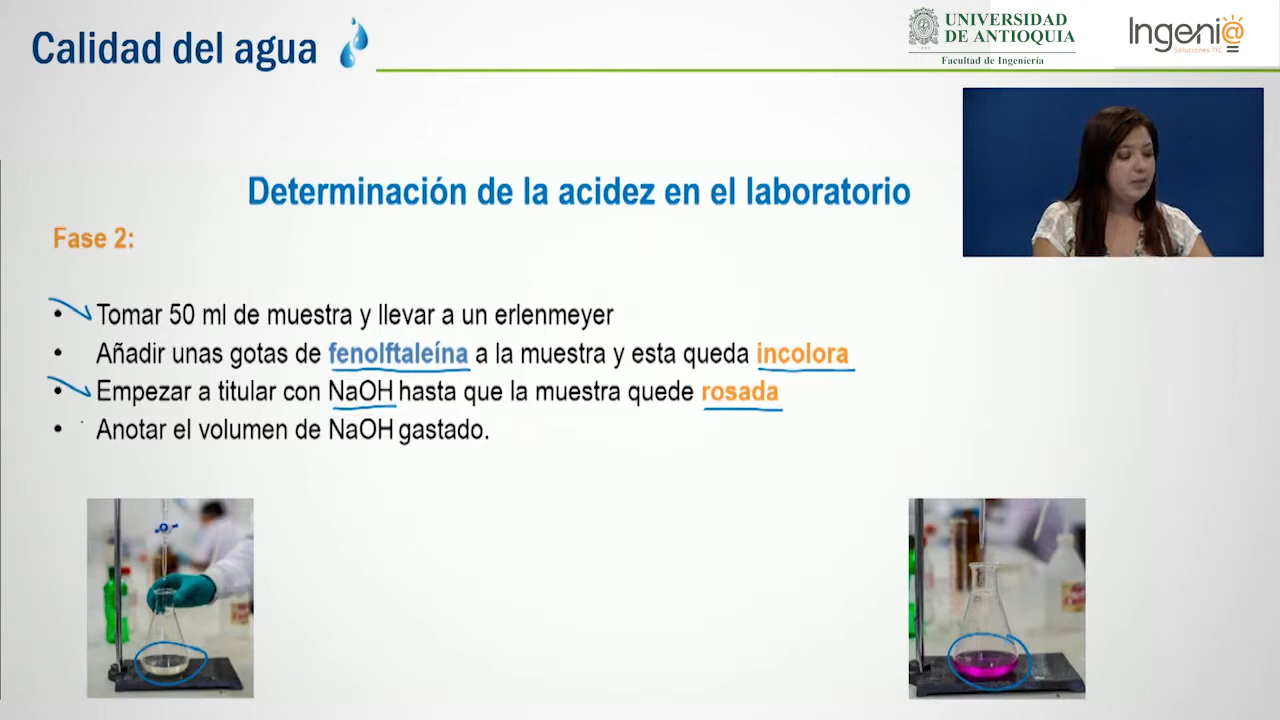 Calidad del agua
UNIVERSIDAD
DE ANTIOQUIA
Facultad de Ingeniería
Ingeni@
Soluciones TIC
Determinación de la acidez en el laboratorio
Fase 2:
• Tomar 50 ml de muestra y llevar a un erlenmeyer
• Añadir unas gotas de fenolftaleína a la muestra y esta queda incolora
• Empezar a titular con NaOH hasta que la muestra quede rosada
• Anotar el volumen de NaOH gastado.